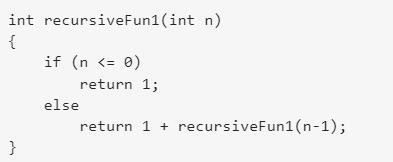 int recursiveFun1(int n)
{
    if (n <= 0)
        return 1;
    else
        return 1 + recursiveFun1(n-1);
}